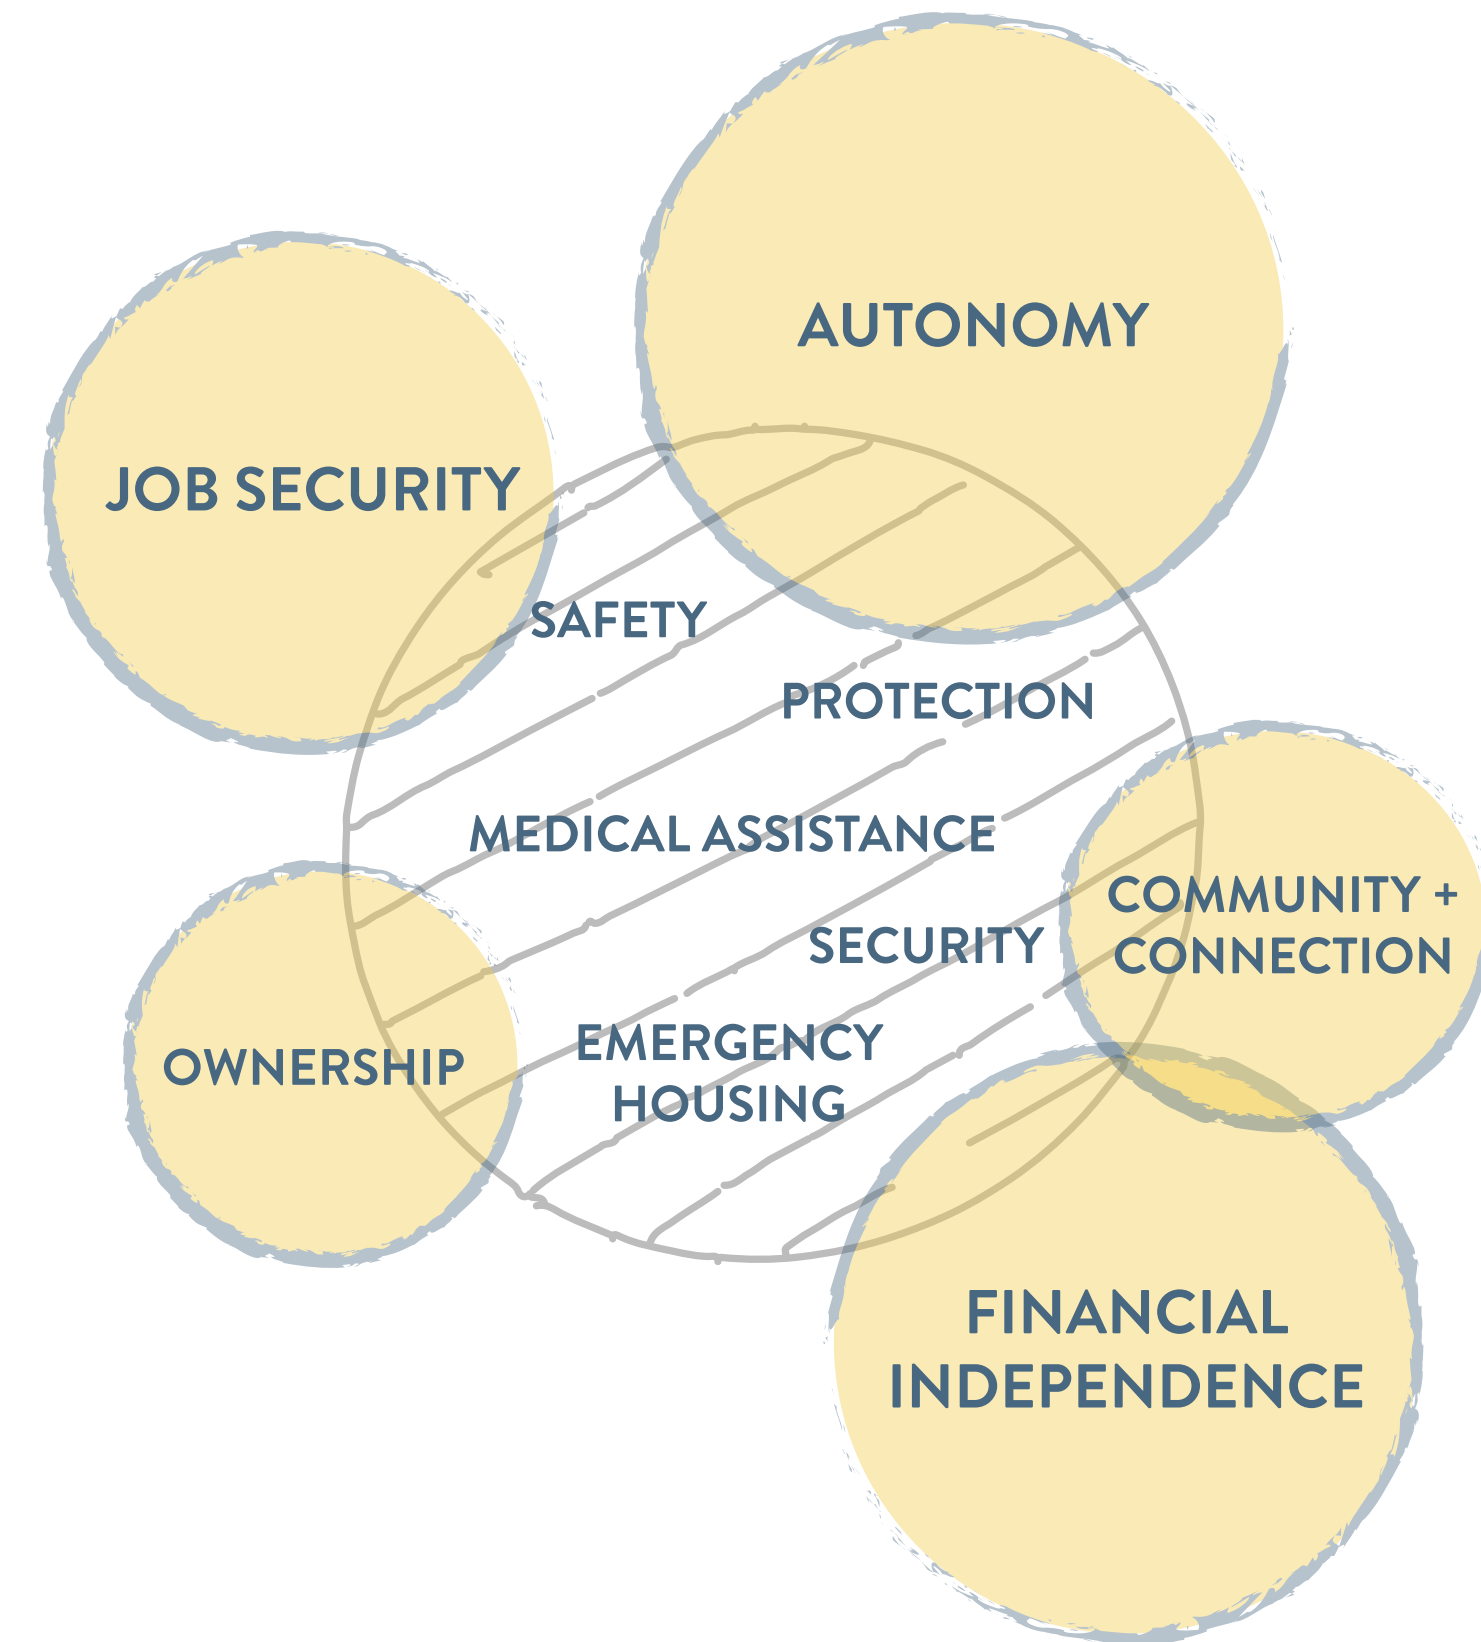 AUTONOMY
JOB SECURITY
SAFETY
PROTECTION
MEDICAL ASSISTANCE
COMMUNITY +
CONNECTION
SECURITY
OWNERSHIP
EMERGENCY
HOUSING
FINANCIAL
INDEPENDENCE